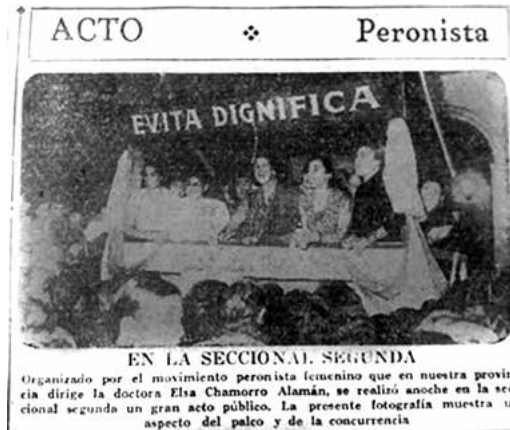 ACTO Peronista
EVITA DIGNIFICA
EN LA SECCIONAL SEGUNDA
Organizado por el movimiento peronista femenino que en nuestra provin
cia dirige la doctora Elsa Chamorro Alamán, se realizó anoche en la sec
cional segunda un gran acto público. La presente fotografía muestra u
aspecto del palco y de la concurrencia